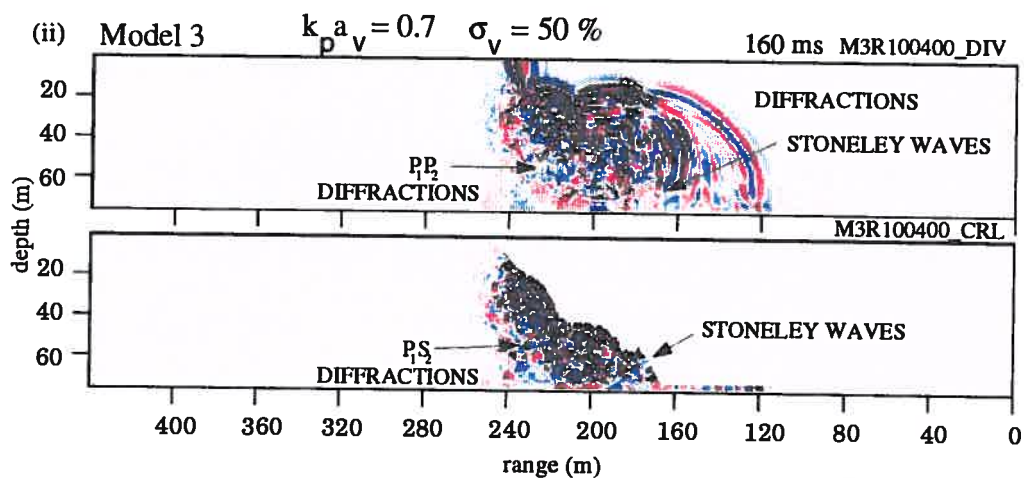 (ii) Model 3 kₚaᵥ = 0.7 σᵥ = 50 %
160 ms M3R100400_DIV
20
40
60
DIFFRACTIONS
STONELEY WAVES
P₁P₂
DIFFRACTIONS
depth (m)
M3R100400_CRL
20
40
60
STONELEY WAVES
P₁S₂
DIFFRACTIONS
400 360 320 280 240 200 160 120 80 40 0
range (m)